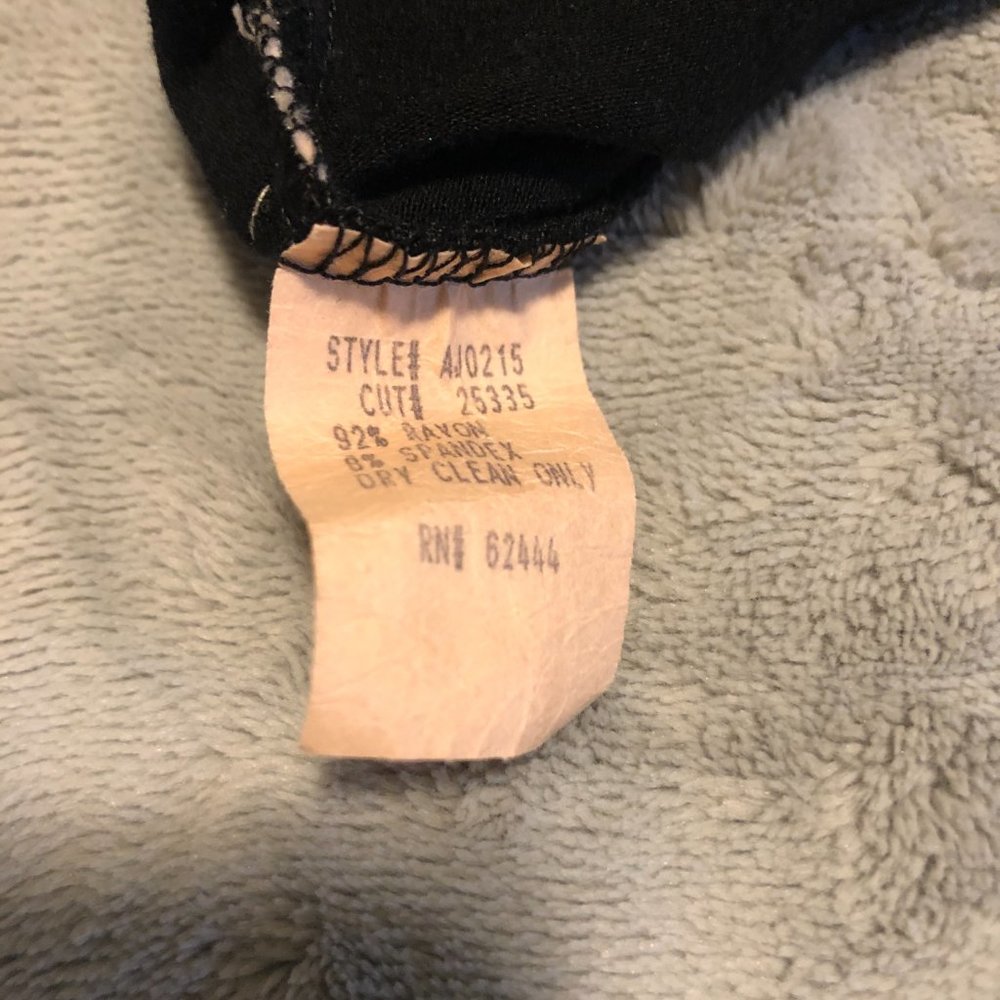 STYLE# AJ0215
CUT# 25335
92% RAYON
8% SPANDEX
DRY CLEAN ONLY
RN# 62444